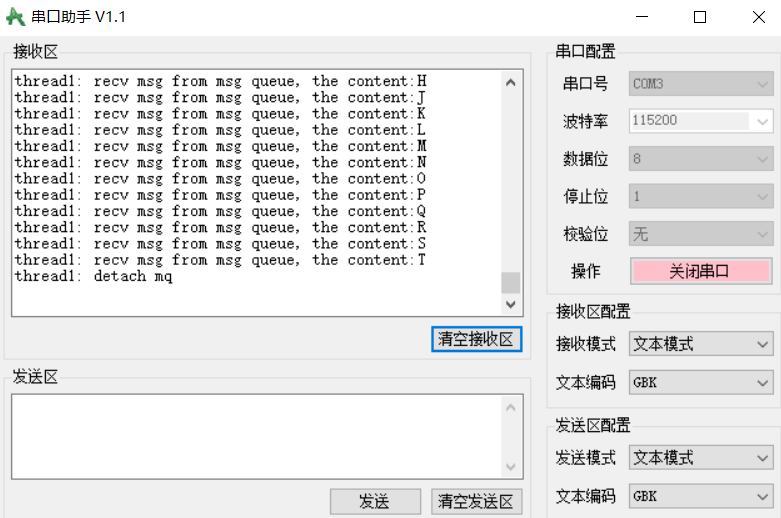 串口助手 V1.1
接收区
thread1: recv msg from msg queue, the content:H
thread1: recv msg from msg queue, the content:J
thread1: recv msg from msg queue, the content:K
thread1: recv msg from msg queue, the content:L
thread1: recv msg from msg queue, the content:M
thread1: recv msg from msg queue, the content:N
thread1: recv msg from msg queue, the content:O
thread1: recv msg from msg queue, the content:P
thread1: recv msg from msg queue, the content:Q
thread1: recv msg from msg queue, the content:R
thread1: recv msg from msg queue, the content:S
thread1: recv msg from msg queue, the content:T
thread1: detach mq
清空接收区
发送区
发送 清空发送区
串口配置
串口号 COM3
波特率 115200
数据位 8
停止位 1
校验位 无
操作 关闭串口
接收区配置
接收模式 文本模式
文本编码 GBK
发送区配置
发送模式 文本模式
文本编码 GBK